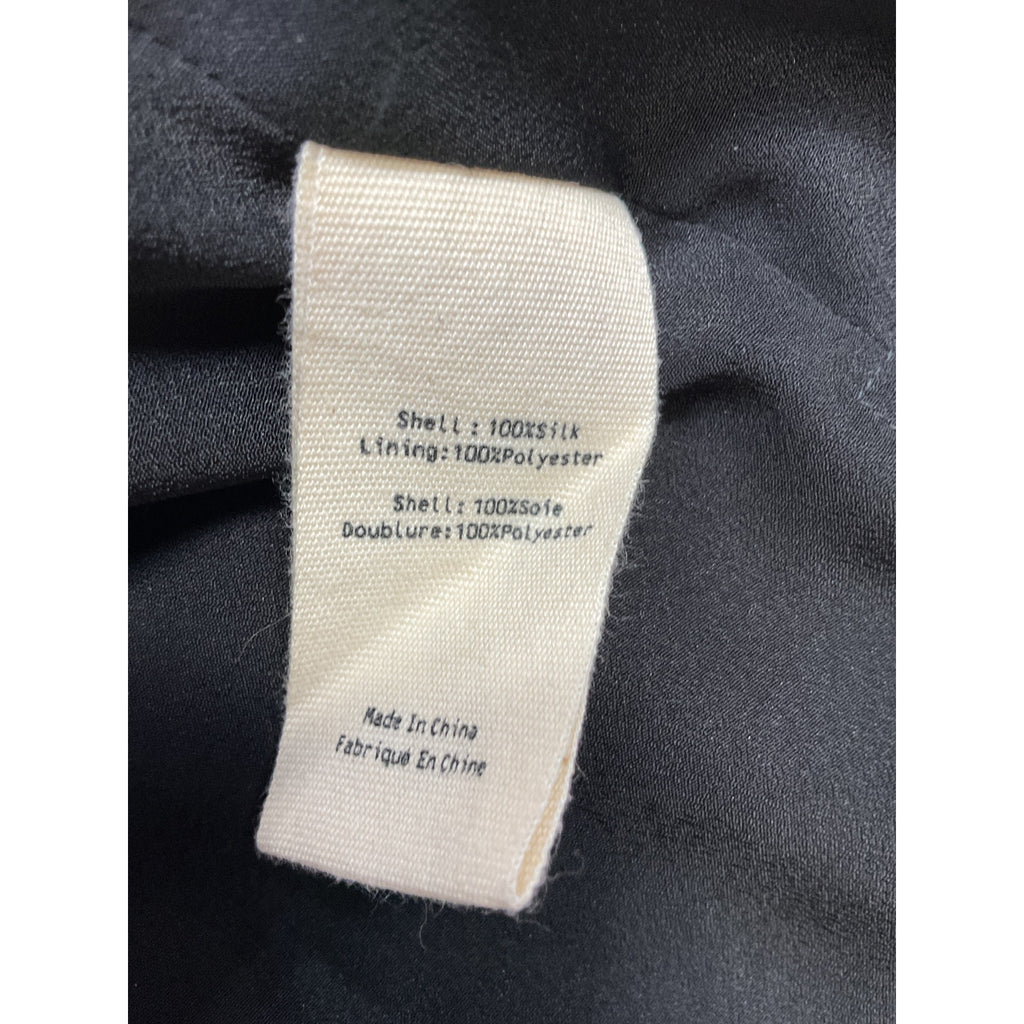 Shell: 100%Silk
Lining:100%Polyester
Shell: 100%Soie
Doublure:100%Polyester
Made In China
Fabriqué En Chine